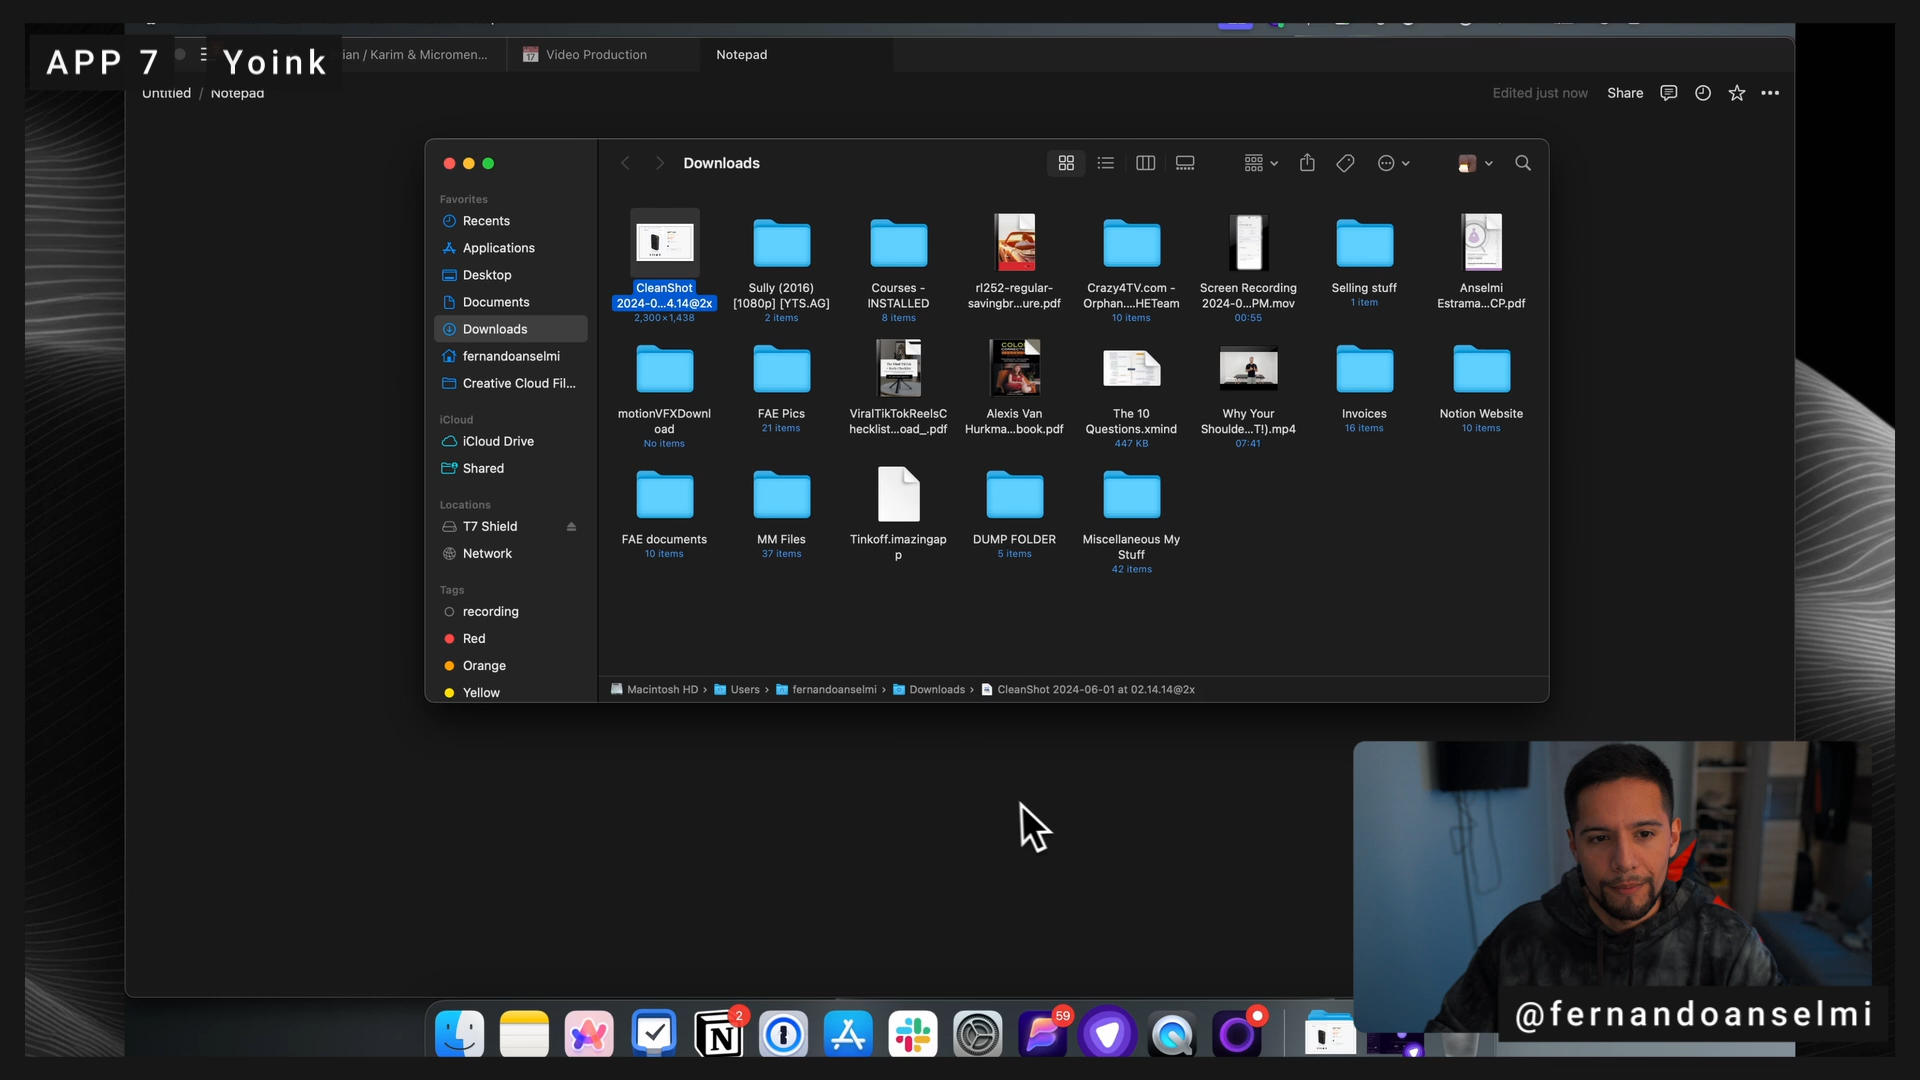 APP 7 Yoink
ian / Karim & Micromen...
17
Video Production
Notepad
Untitled / Notepad
Edited just now
Share
Downloads
Favorites
Recents
Applications
Desktop
Documents
Downloads
fernandoanselmi
Creative Cloud Fil...
iCloud
iCloud Drive
Shared
Locations
T7 Shield
Network
Tags
recording
Red
Orange
Yellow
CleanShot
2024-0...4.14@2x
2,300×1,438
Sully (2016)
[1080p] [YTS.AG]
2 items
Courses -
INSTALLED
8 items
rl252-regular-
savingbr...ure.pdf
Crazy4TV.com -
Orphan....HETeam
10 items
Screen Recording
2024-0...PM.mov
00:55
Selling stuff
1 item
Anselmi
Estrama...CP.pdf
motionVFXDownl
oad
No items
FAE Pics
21 items
ViralTikTokReelsC
hecklist...oad_.pdf
Alexis Van
Hurkma...book.pdf
The 10
Questions.xmind
447 KB
Why Your
Shoulde...T!).mp4
07:41
Invoices
16 items
Notion Website
10 items
FAE documents
10 items
MM Files
37 items
Tinkoff.imazingap
p
DUMP FOLDER
5 items
Miscellaneous My
Stuff
42 items
Macintosh HD › Users › fernandoanselmi › Downloads › CleanShot 2024-06-01 at 02.14.14@2x
2
59
@fernandoanselmi